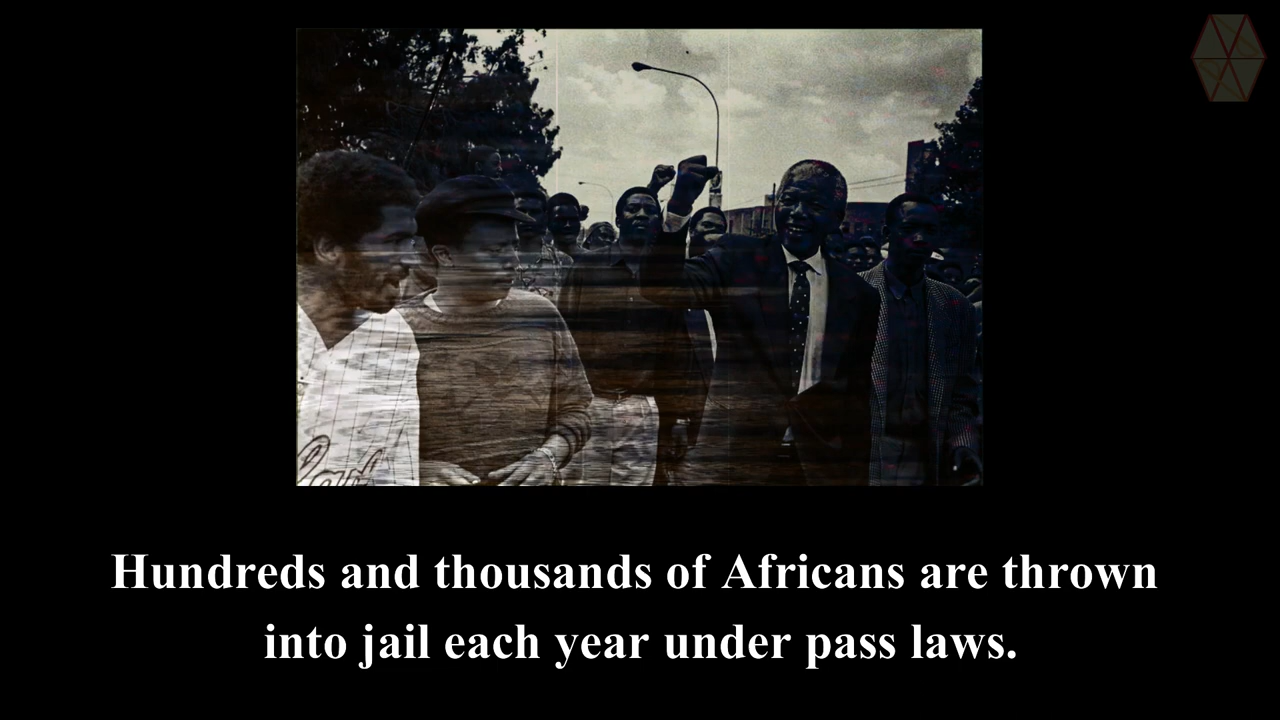 Hundreds and thousands of Africans are thrown
into jail each year under pass laws.